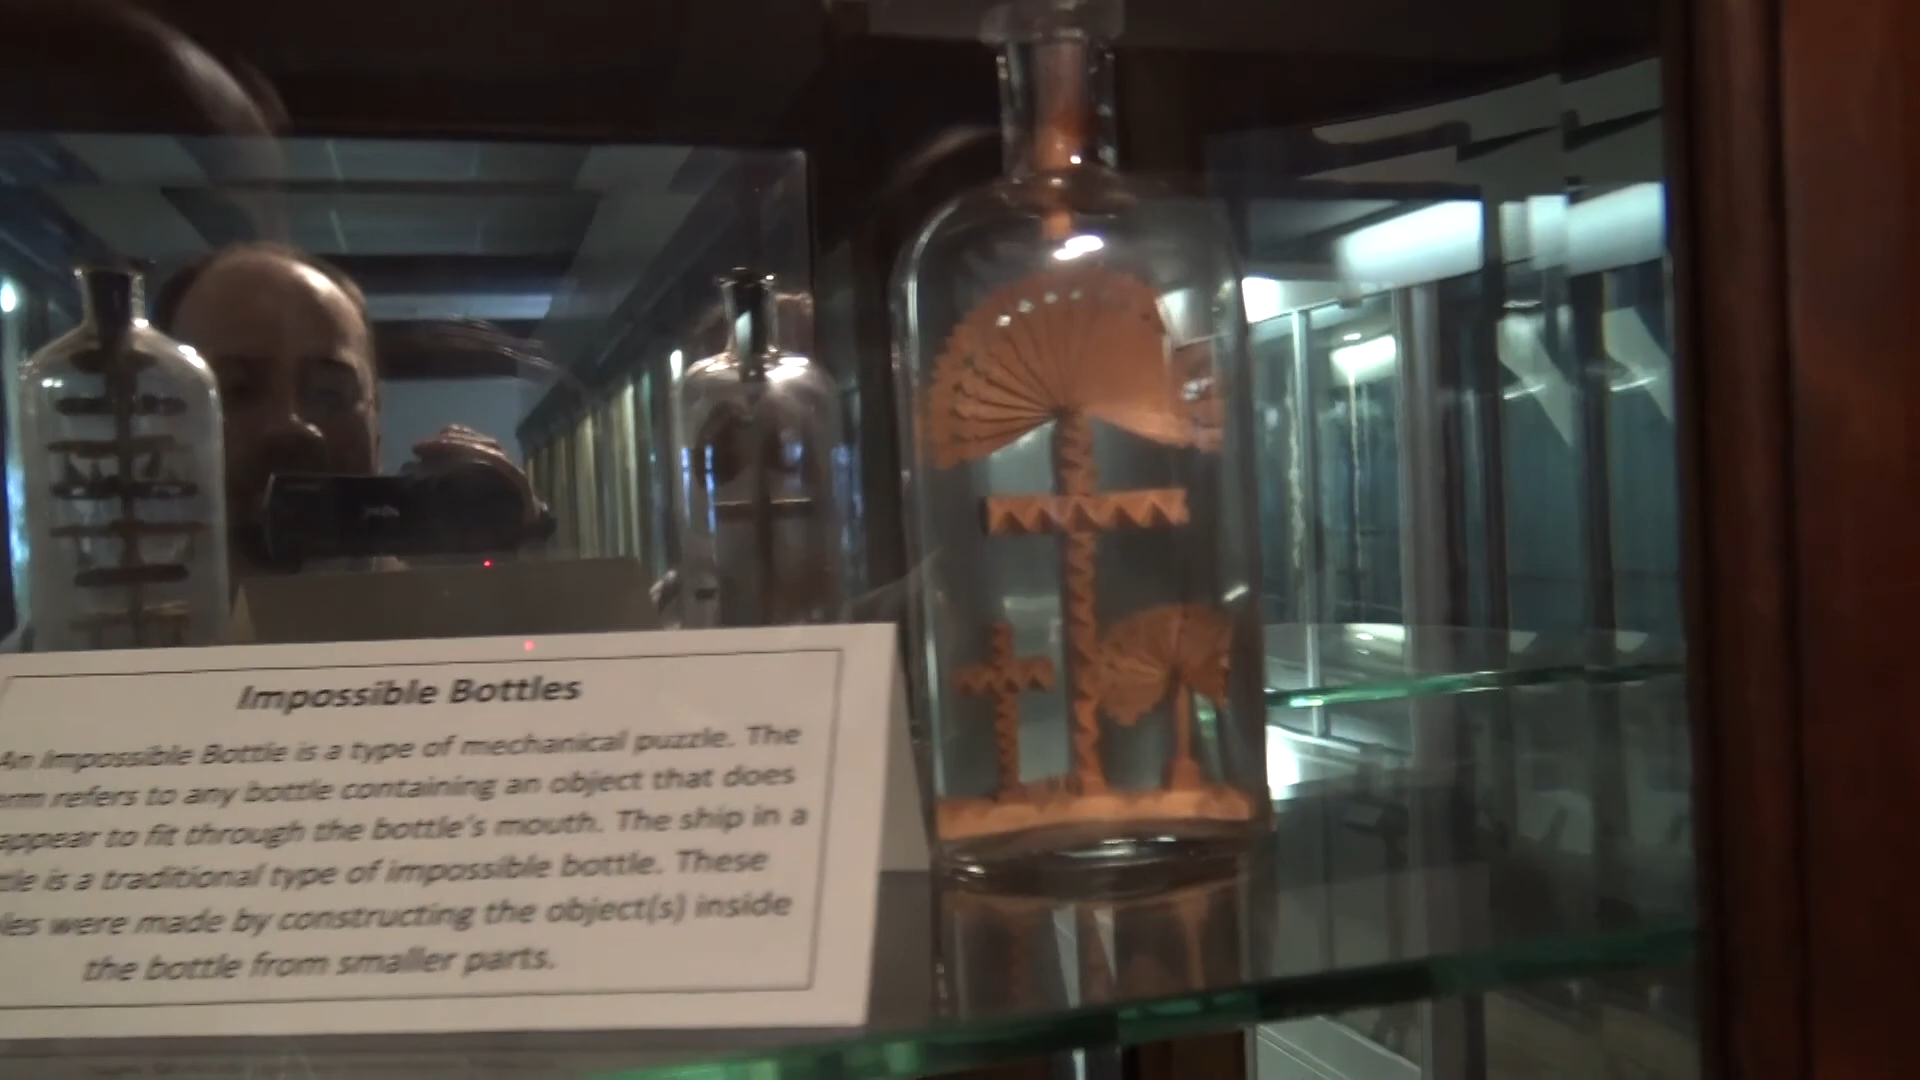 Impossible Bottles
An Impossible Bottle is a type of mechanical puzzle. The
erm refers to any bottle containing an object that does
appear to fit through the bottle's mouth. The ship in a
tle is a traditional type of impossible bottle. These
les were made by constructing the object(s) inside
the bottle from smaller parts.